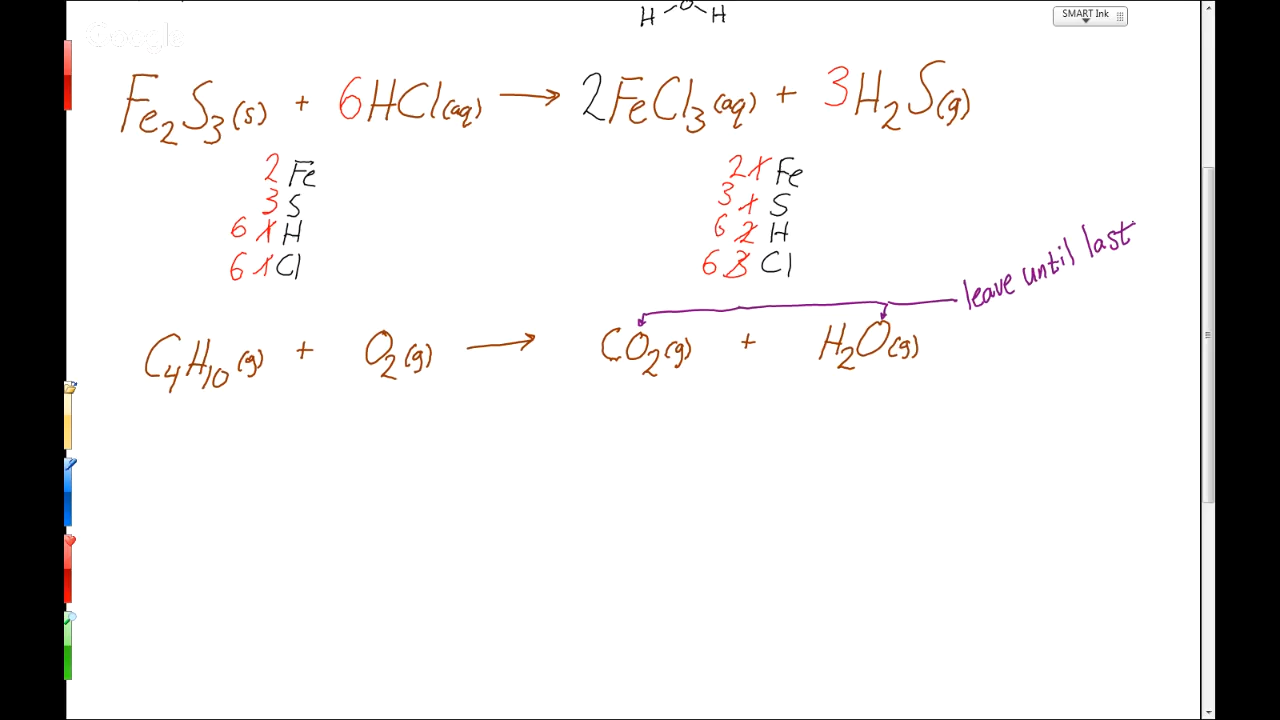 H O H
SMART Ink
Google
Fe₂S₃(s) + 6HCl(aq) → 2FeCl₃(aq) + 3H₂S(g)
2 Fe 2 1 Fe
3 S 3 1 S
6 1 H 6 2 H
6 1 Cl 6 3 Cl
leave until last
C₄H₁₀(g) + O₂(g) → CO₂(g) + H₂O(g)